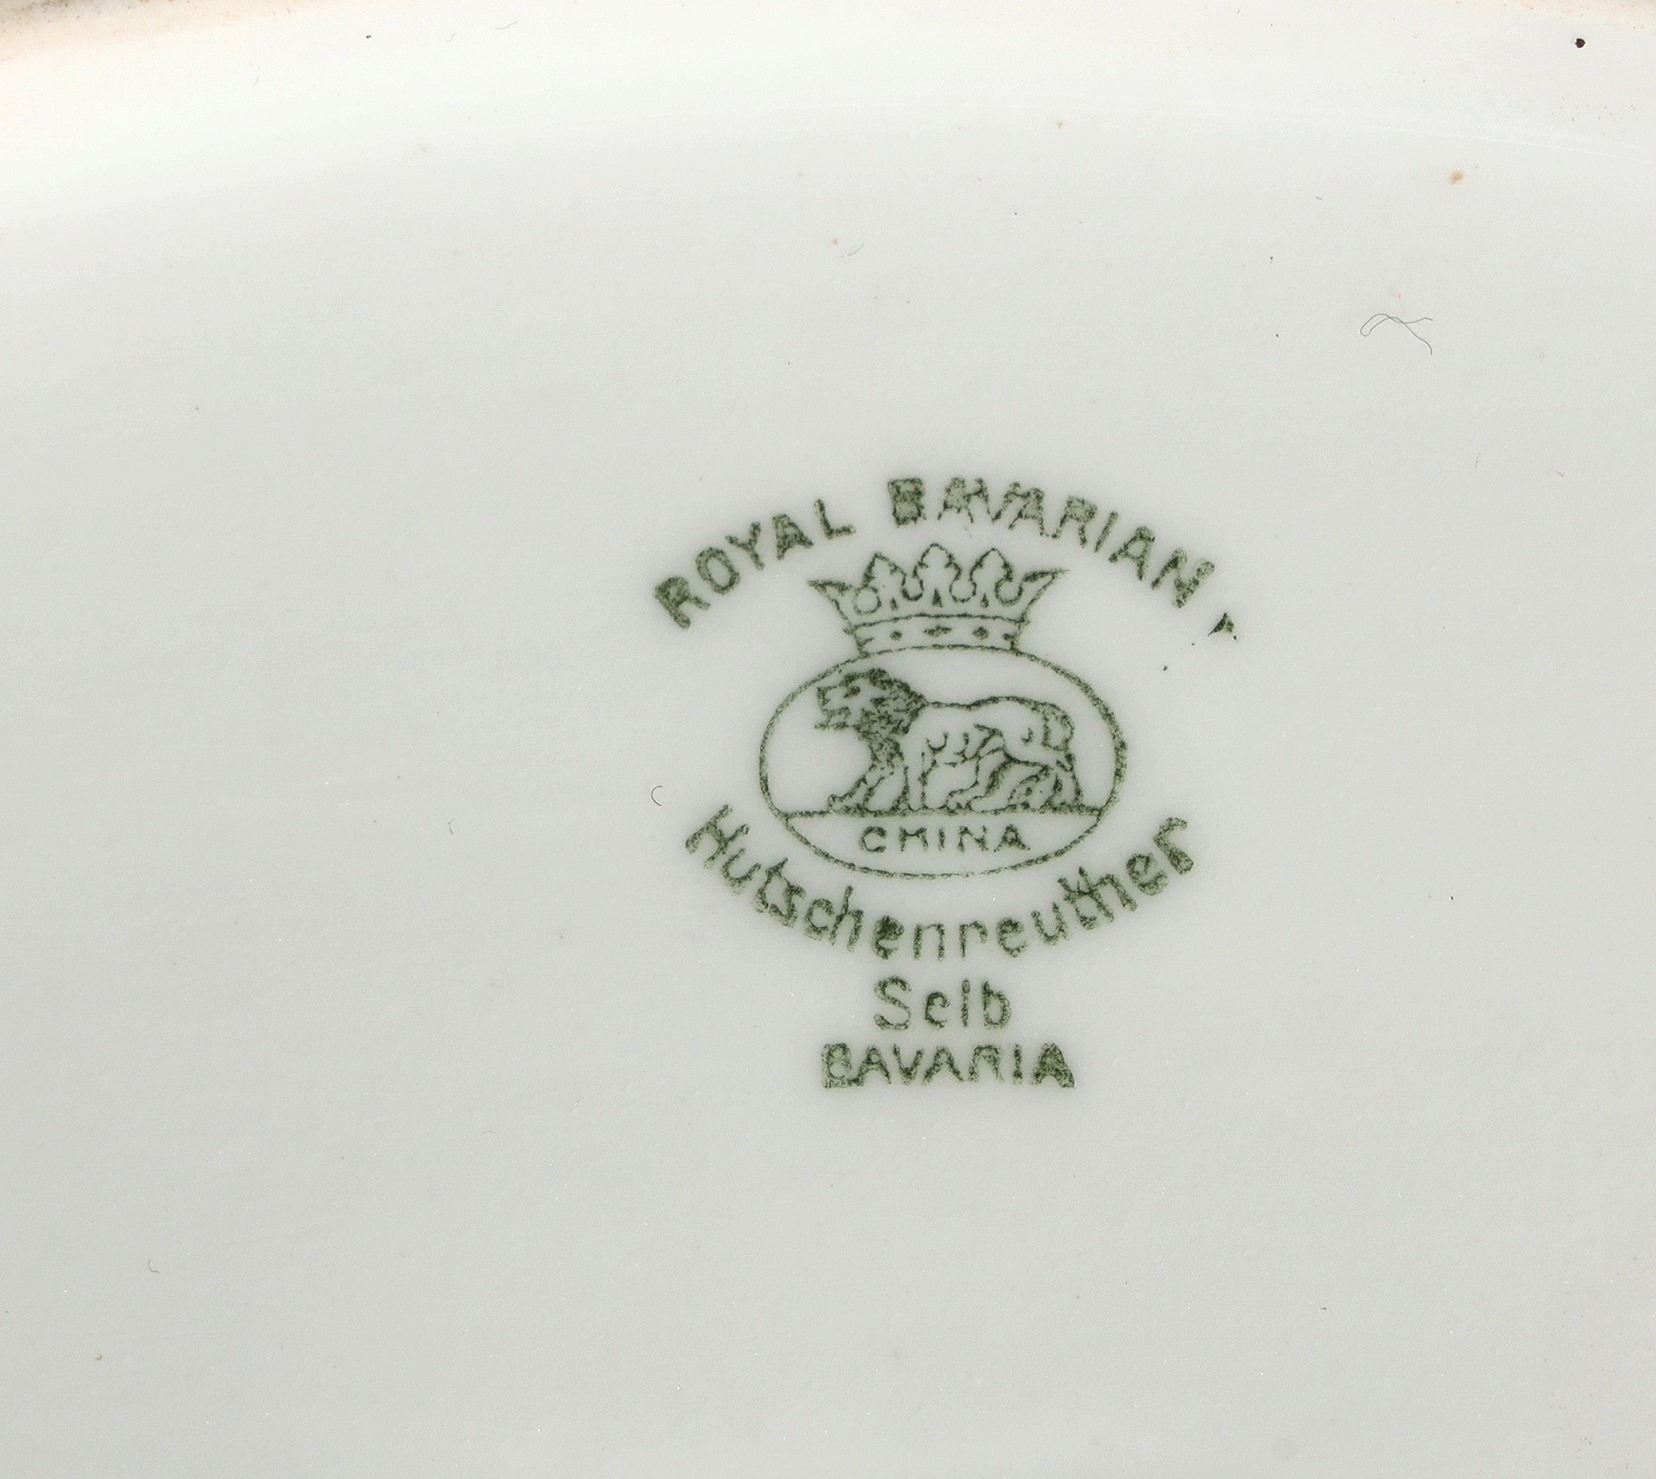 ROYAL BAVARIAN
CHINA
Hutschenreuther
Selb
BAVARIA